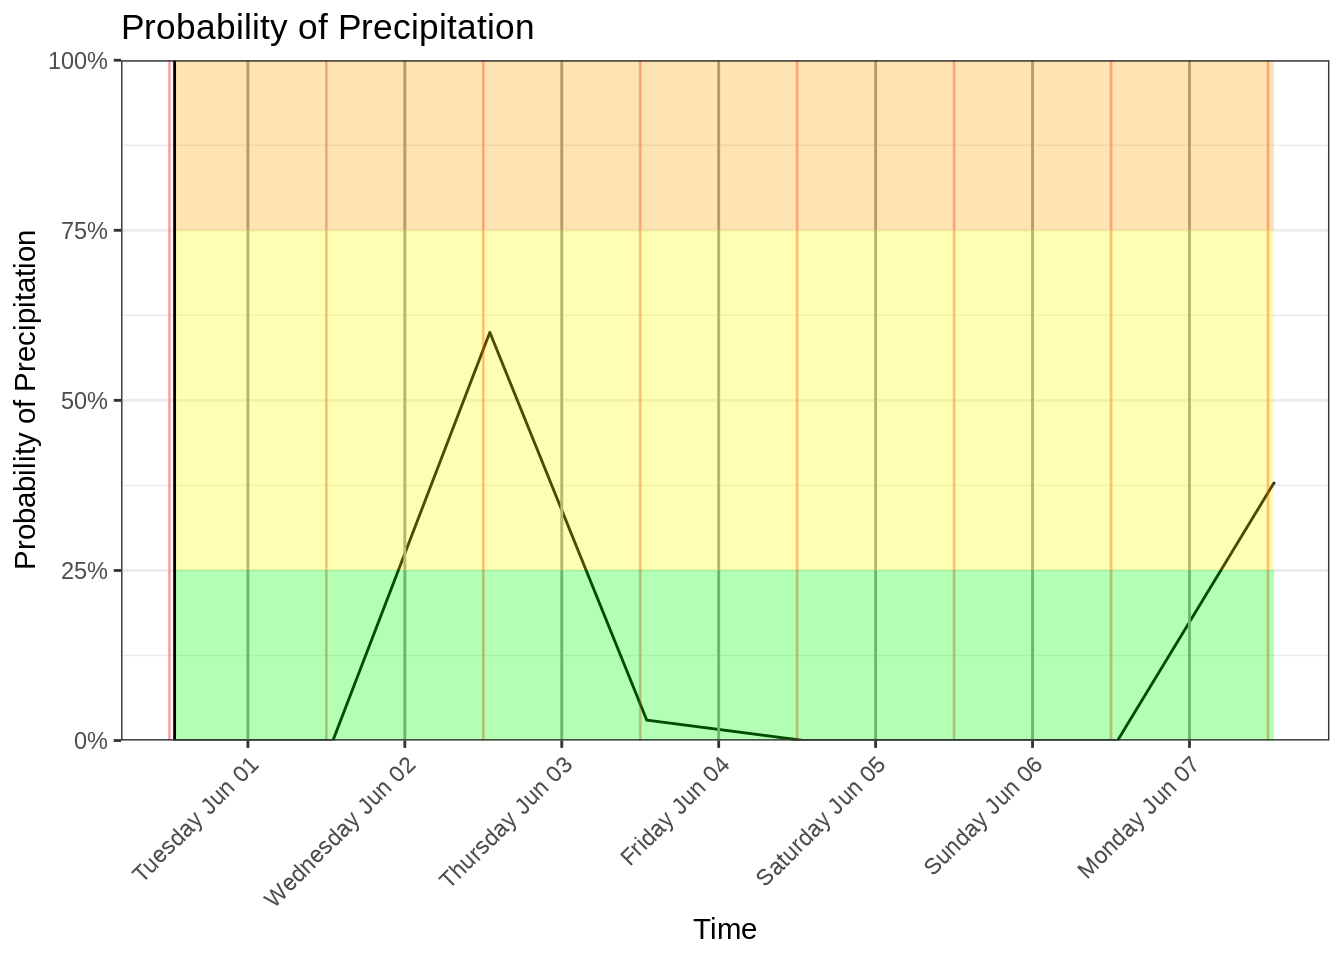 Probability of Precipitation
100%
75%
50%
25%
0%
Probability of Precipitation
Tuesday Jun 01
Wednesday Jun 02
Thursday Jun 03
Friday Jun 04
Saturday Jun 05
Sunday Jun 06
Monday Jun 07
Time